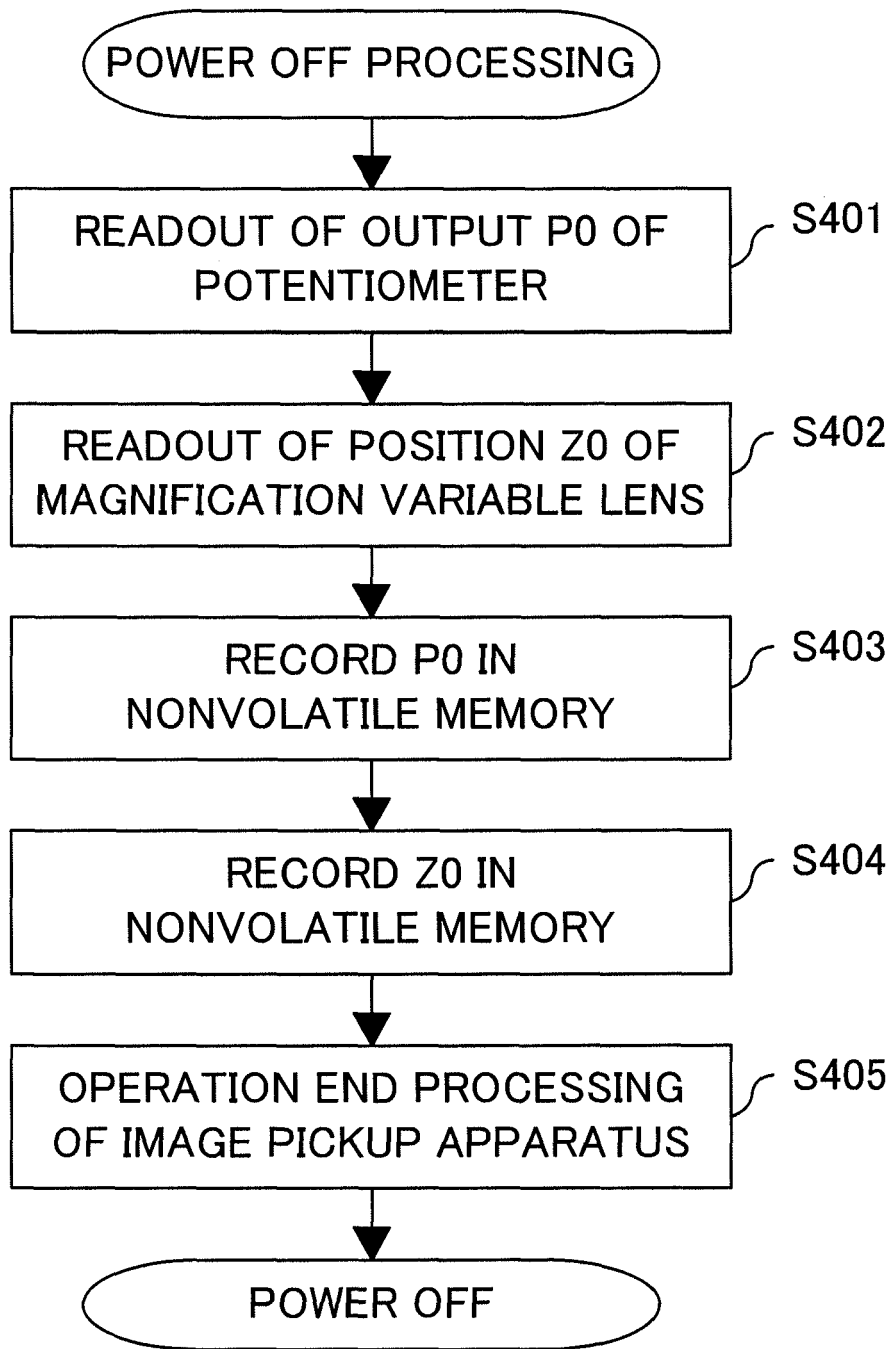 POWER OFF PROCESSING
READOUT OF OUTPUT P0 OF
POTENTIOMETER
S401
READOUT OF POSITION Z0 OF
MAGNIFICATION VARIABLE LENS
S402
RECORD P0 IN
NONVOLATILE MEMORY
S403
RECORD Z0 IN
NONVOLATILE MEMORY
S404
OPERATION END PROCESSING
OF IMAGE PICKUP APPARATUS
S405
POWER OFF